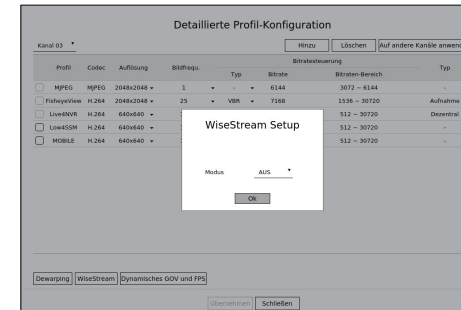 Detaillierte Profil-Konfiguration
Kanal 03
Hinzu
Löschen
Auf andere Kanäle anwend
Profil Codec Auflösung Bildfrequ. Bitratesteuerung Typ
Typ Bitrate Bitraten-Bereich
MJPEG MJPEG 2048x2048 1 - 6144 3072 ~ 6144 -
FisheyeView H.264 2048x2048 25 VBR 7168 1536 ~ 30720 Aufnahme
Live4NVR H.264 640x640 512 ~ 30720 Dezentral
Low4SSM H.264 640x640 512 ~ 30720 -
MOBILE H.264 640x640 512 ~ 30720 -
WiseStream Setup
Modus AUS
Ok
Dewarping
WiseStream
Dynamisches GOV und FPS
Übernehmen
Schließen